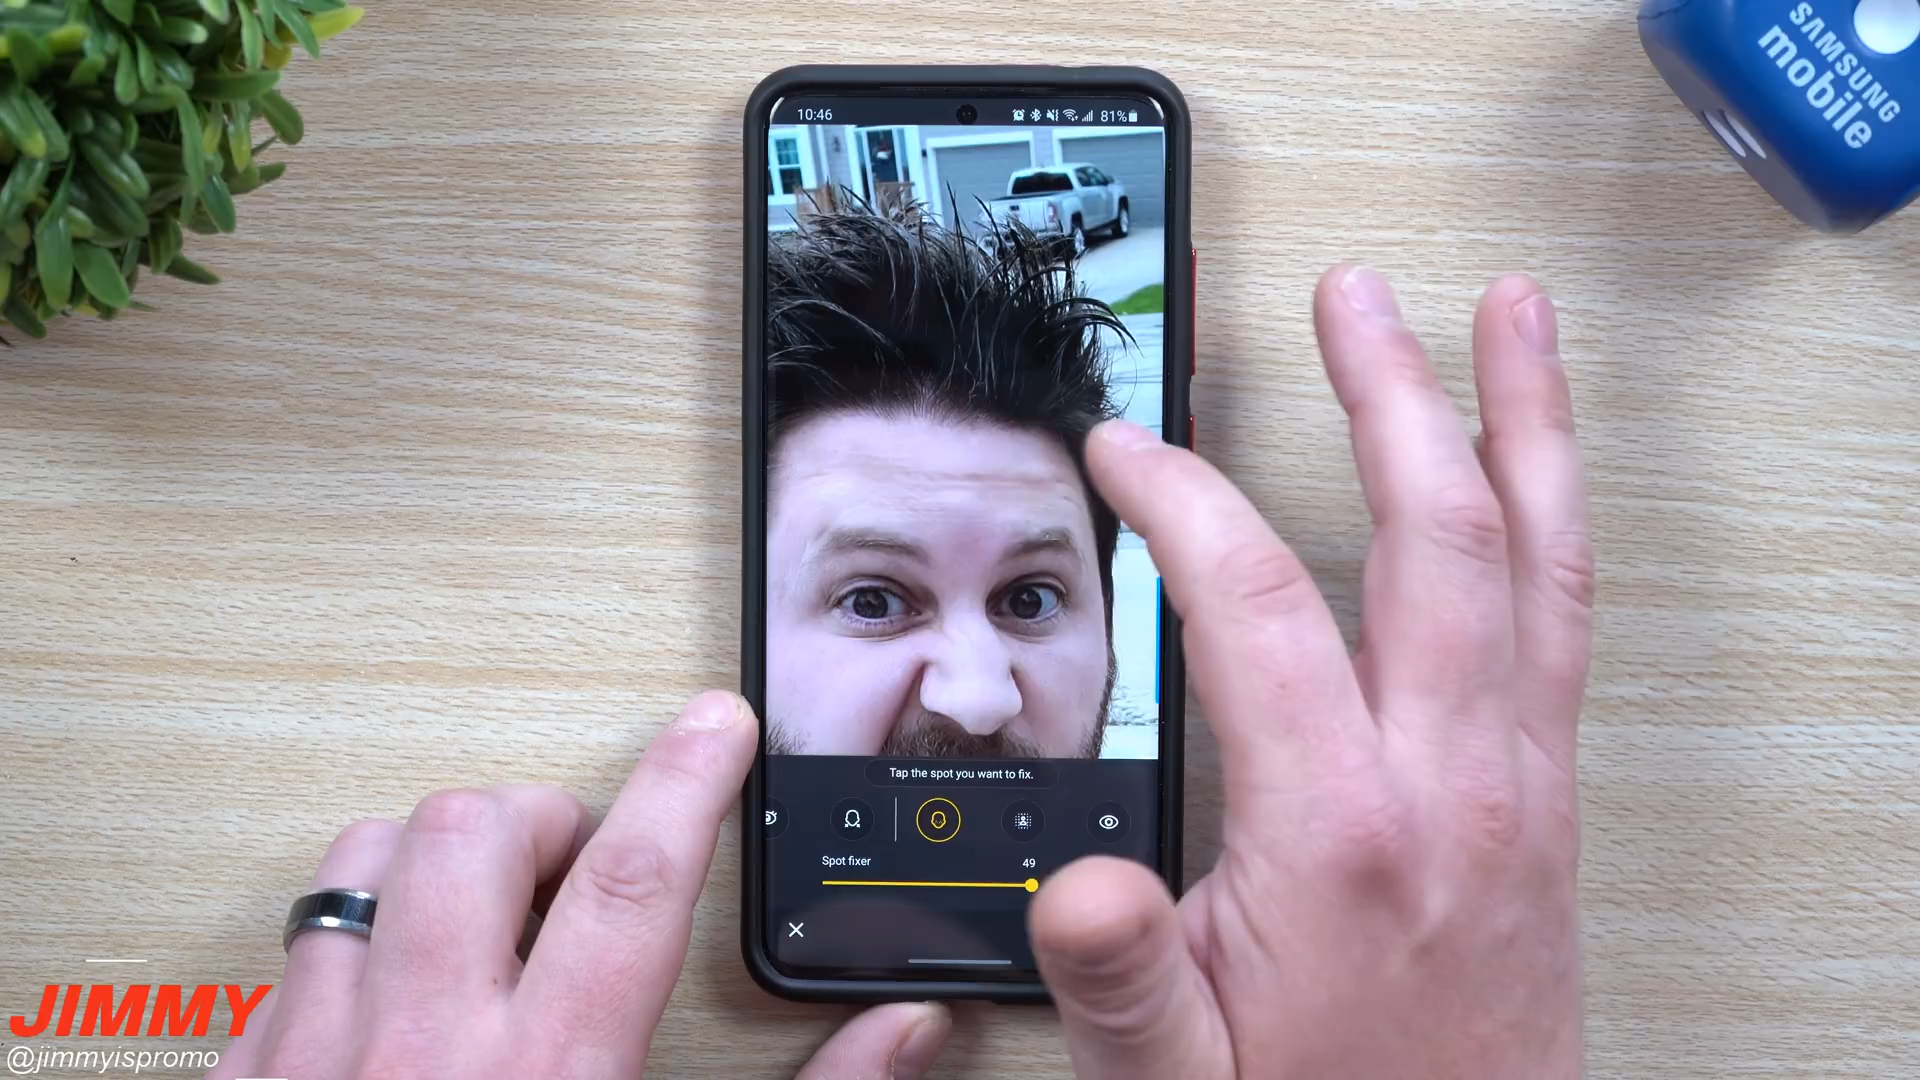 10:46
81%
SAMSUNG
mobile
Tap the spot you want to fix.
Spot fixer
49
JIMMY
@jimmyispromo